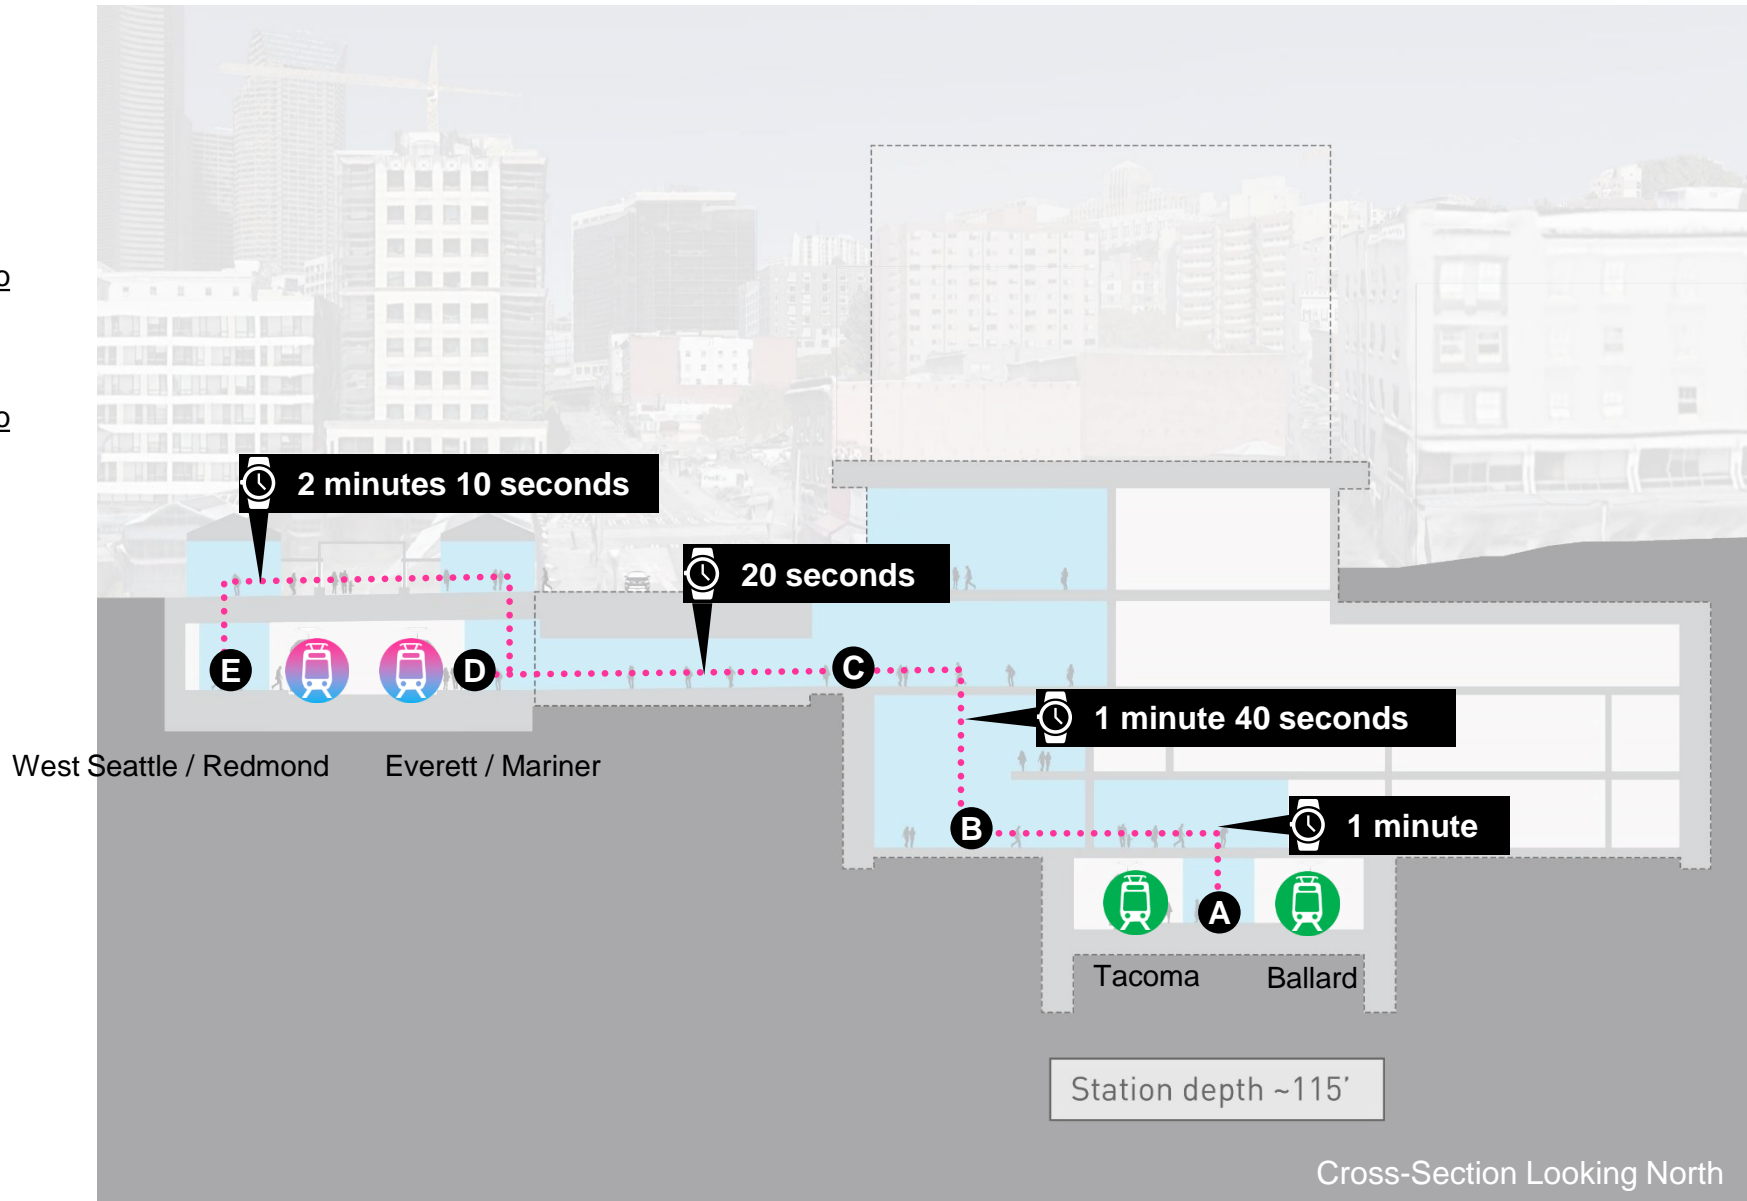 o
o
2 minutes 10 seconds
20 seconds
E
D
C
1 minute 40 seconds
West Seattle / Redmond
Everett / Mariner
B
1 minute
A
Tacoma
Ballard
Station depth ~115’
Cross-Section Looking North